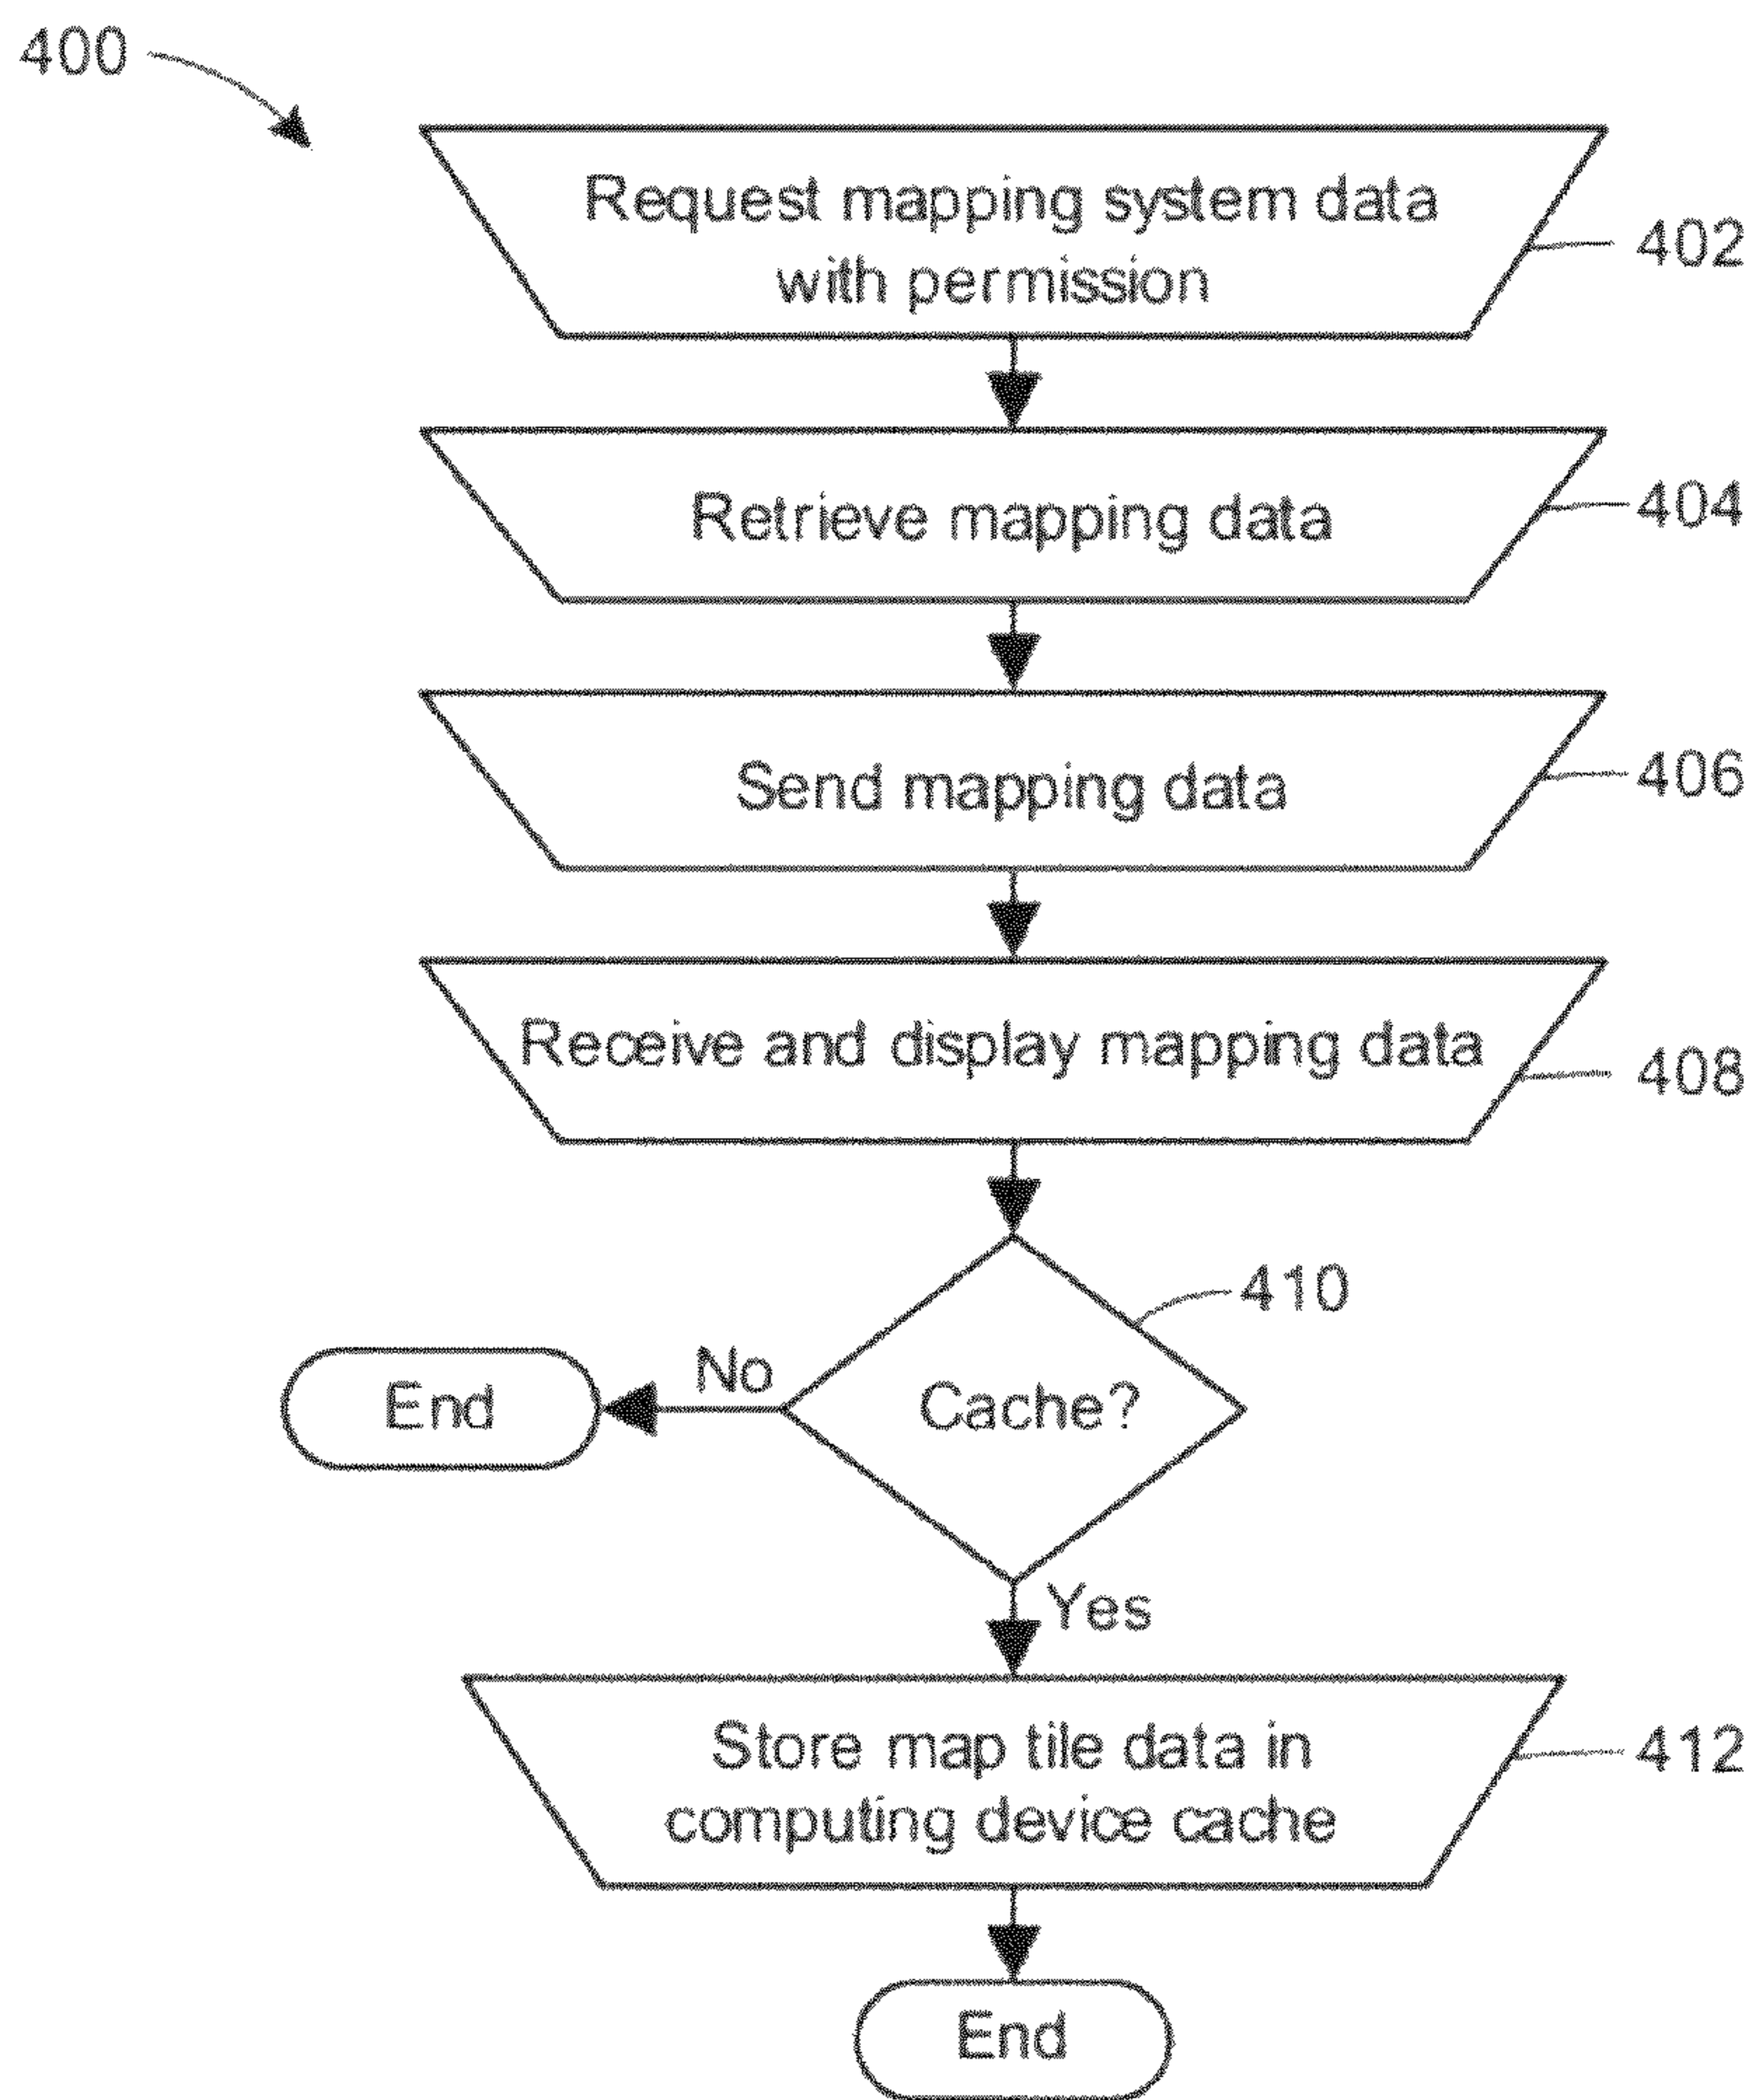 400
Request mapping system data
with permission
402
Retrieve mapping data
404
Send mapping data
406
Receive and display mapping data
408
410
No
End
Cache?
Yes
Store map tile data in
computing device cache
412
End